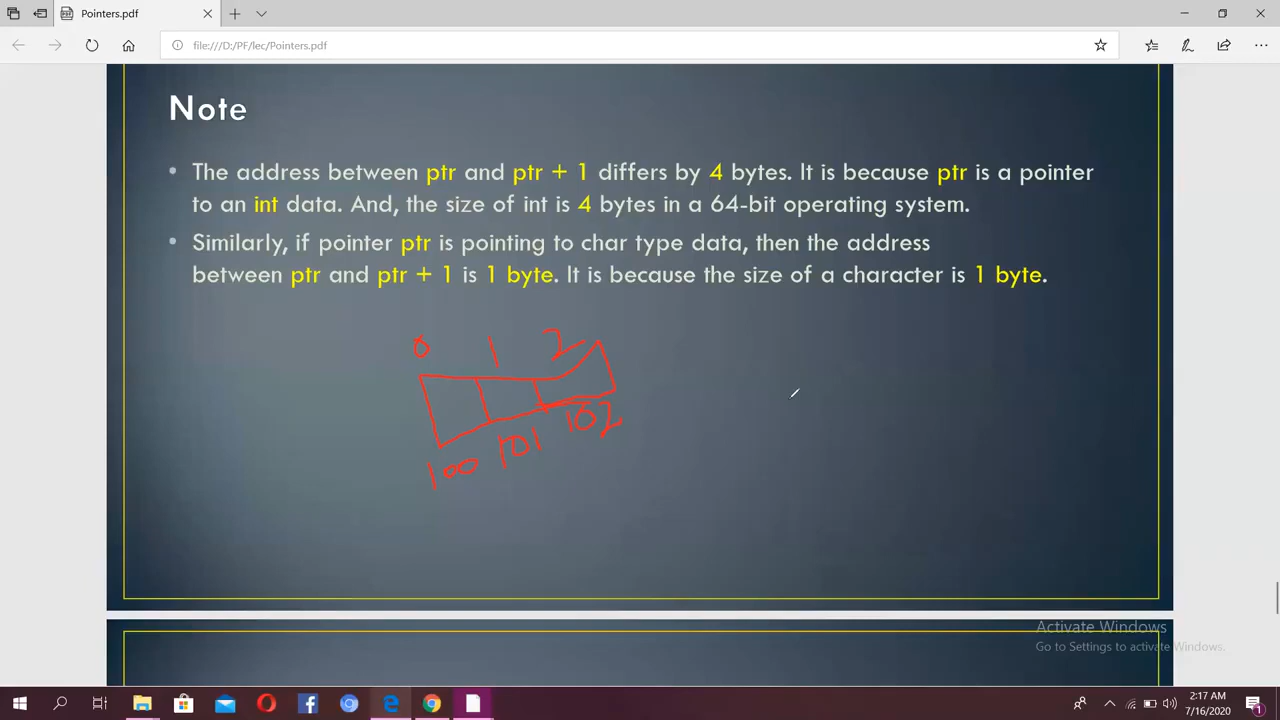 Pointers.pdf
file:///D:/PF/lec/Pointers.pdf
Note
• The address between ptr and ptr + 1 differs by 4 bytes. It is because ptr is a pointer
to an int data. And, the size of int is 4 bytes in a 64-bit operating system.
• Similarly, if pointer ptr is pointing to char type data, then the address
between ptr and ptr + 1 is 1 byte. It is because the size of a character is 1 byte.
0 1 2
100 101 102
Activate Windows
Go to Settings to activate Windows.
2:17 AM
7/16/2020
1